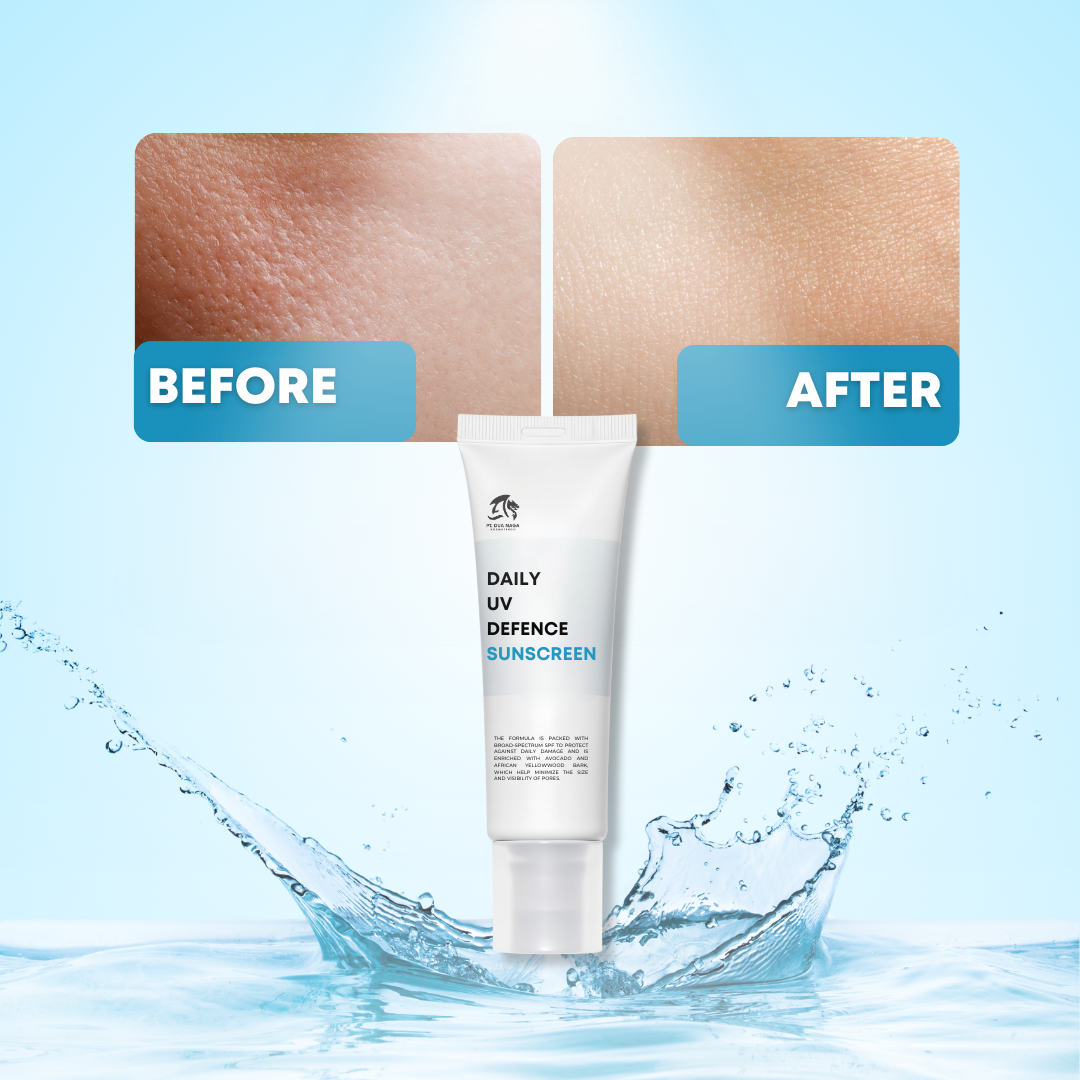 BEFORE
AFTER
PT. DUA NAGA
KOSMETINDO
DAILY
UV
DEFENCE
SUNSCREEN
THE FORMULA IS PACKED WITH
BROAD-SPECTRUM SPF TO PROTECT
AGAINST DAILY DAMAGE AND IS
ENRICHED WITH AVOCADO AND
AFRICAN YELLOWWOOD BARK,
WHICH HELP MINIMIZE THE SIZE
AND VISIBILITY OF PORES.